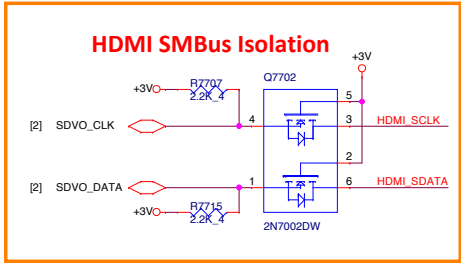 HDMI SMBus Isolation
+3V
R7707
Q7702
+3V
2.2K_4
5
[2] SDVO_CLK
4
3
HDMI_SCLK
2
[2] SDVO_DATA
1
6
HDMI_SDATA
R7715
+3V
2.2K_4
2N7002DW